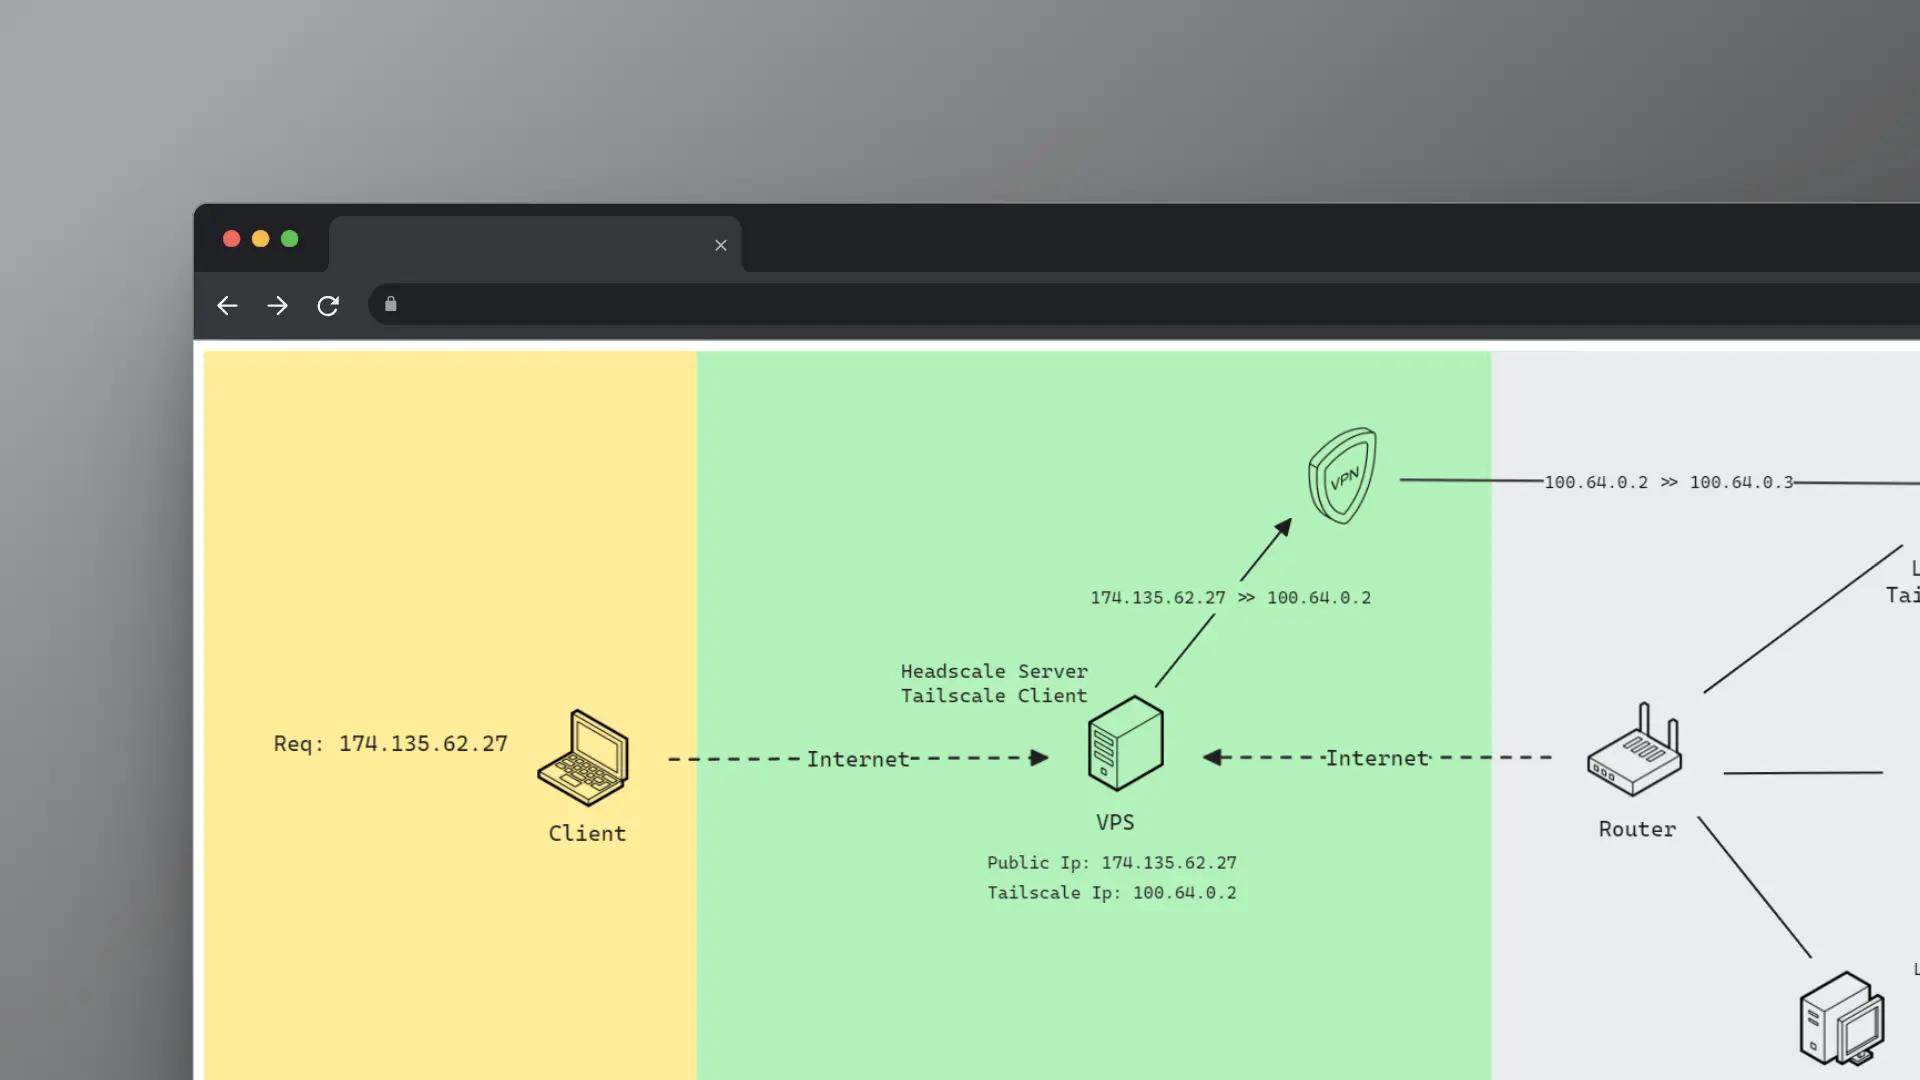 VPN
100.64.0.2 >> 100.64.0.3
174.135.62.27 >> 100.64.0.2
Headscale Server
Tailscale Client
Req: 174.135.62.27
Internet
Internet
Client
VPS
Router
Public Ip: 174.135.62.27
Tailscale Ip: 100.64.0.2